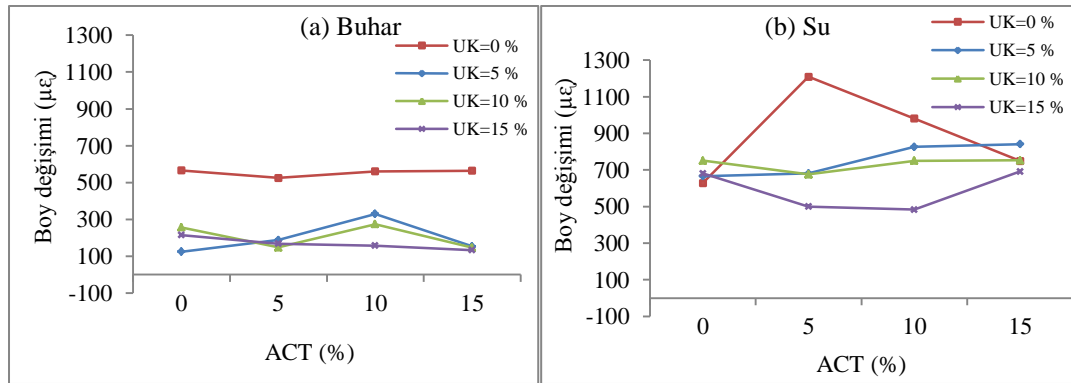 (a) Buhar
Boy değişimi (με)
1300
1100
900
700
500
300
100
-100
0 5 10 15
ACT (%)
UK=0 %
UK=5 %
UK=10 %
UK=15 %
(b) Su
Boy değişimi (με)
1300
1100
900
700
500
300
100
-100
0 5 10 15
ACT (%)
UK=0 %
UK=5 %
UK=10 %
UK=15 %